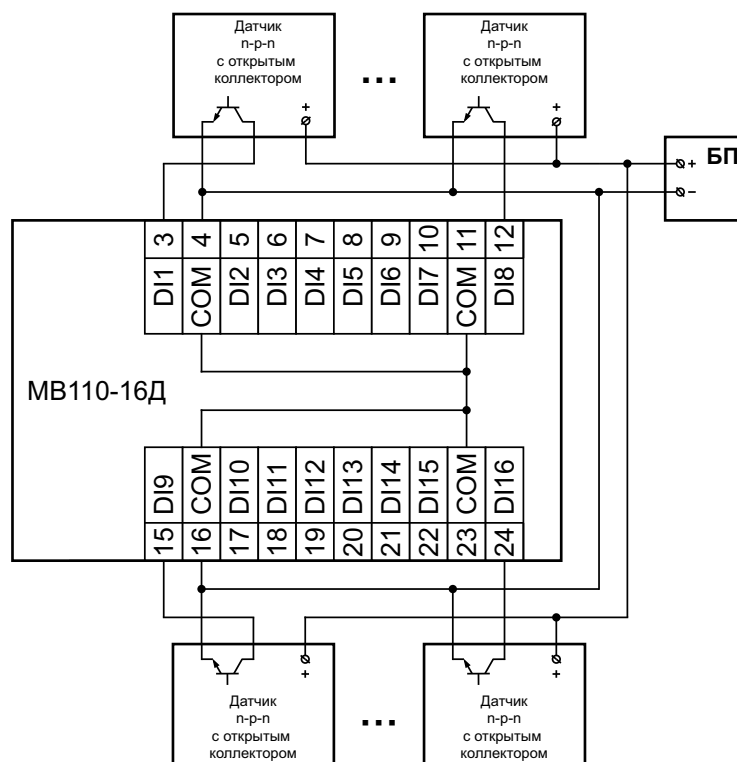 Датчик
n-p-n
с открытым
коллектором
+
...
Датчик
n-p-n
с открытым
коллектором
+
БП
+
–
3 4 5 6 7 8 9 10 11 12
DI1 COM DI2 DI3 DI4 DI5 DI6 DI7 COM DI8
МВ110-16Д
DI9 COM DI10 DI11 DI12 DI13 DI14 DI15 COM DI16
15 16 17 18 19 20 21 22 23 24
+
Датчик
n-p-n
с открытым
коллектором
...
+
Датчик
n-p-n
с открытым
коллектором